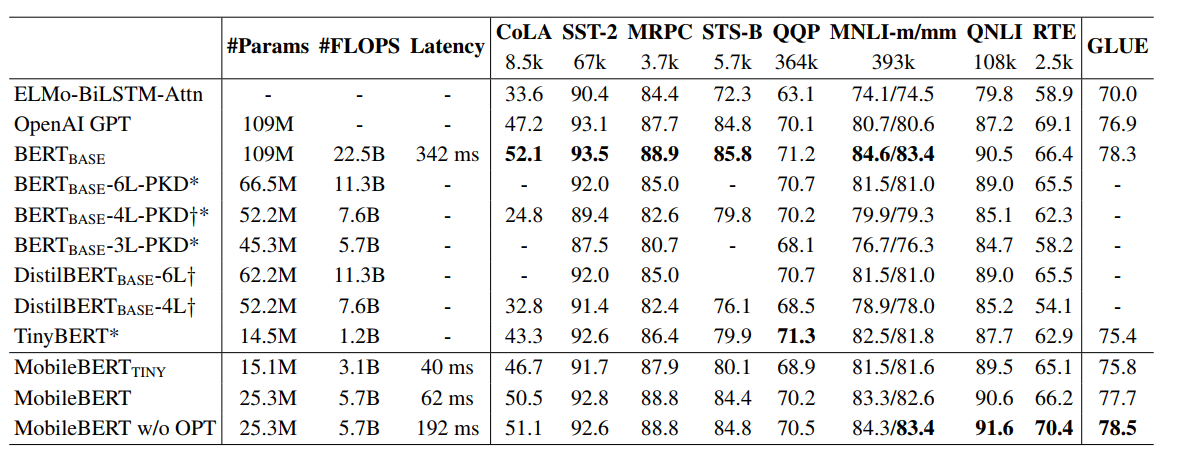 #Params #FLOPS Latency CoLA SST-2 MRPC STS-B QQP MNLI-m/mm QNLI RTE GLUE
8.5k 67k 3.7k 5.7k 364k 393k 108k 2.5k
ELMo-BiLSTM-Attn - - - 33.6 90.4 84.4 72.3 63.1 74.1/74.5 79.8 58.9 70.0
OpenAI GPT 109M - - 47.2 93.1 87.7 84.8 70.1 80.7/80.6 87.2 69.1 76.9
BERTBASE 109M 22.5B 342 ms 52.1 93.5 88.9 85.8 71.2 84.6/83.4 90.5 66.4 78.3
BERTBASE-6L-PKD* 66.5M 11.3B - - 92.0 85.0 - 70.7 81.5/81.0 89.0 65.5 -
BERTBASE-4L-PKD†* 52.2M 7.6B - 24.8 89.4 82.6 79.8 70.2 79.9/79.3 85.1 62.3 -
BERTBASE-3L-PKD* 45.3M 5.7B - - 87.5 80.7 - 68.1 76.7/76.3 84.7 58.2 -
DistilBERTBASE-6L† 62.2M 11.3B - - 92.0 85.0 70.7 81.5/81.0 89.0 65.5 -
DistilBERTBASE-4L† 52.2M 7.6B - 32.8 91.4 82.4 76.1 68.5 78.9/78.0 85.2 54.1 -
TinyBERT* 14.5M 1.2B - 43.3 92.6 86.4 79.9 71.3 82.5/81.8 87.7 62.9 75.4
MobileBERTTINY 15.1M 3.1B 40 ms 46.7 91.7 87.9 80.1 68.9 81.5/81.6 89.5 65.1 75.8
MobileBERT 25.3M 5.7B 62 ms 50.5 92.8 88.8 84.4 70.2 83.3/82.6 90.6 66.2 77.7
MobileBERT w/o OPT 25.3M 5.7B 192 ms 51.1 92.6 88.8 84.8 70.5 84.3/83.4 91.6 70.4 78.5